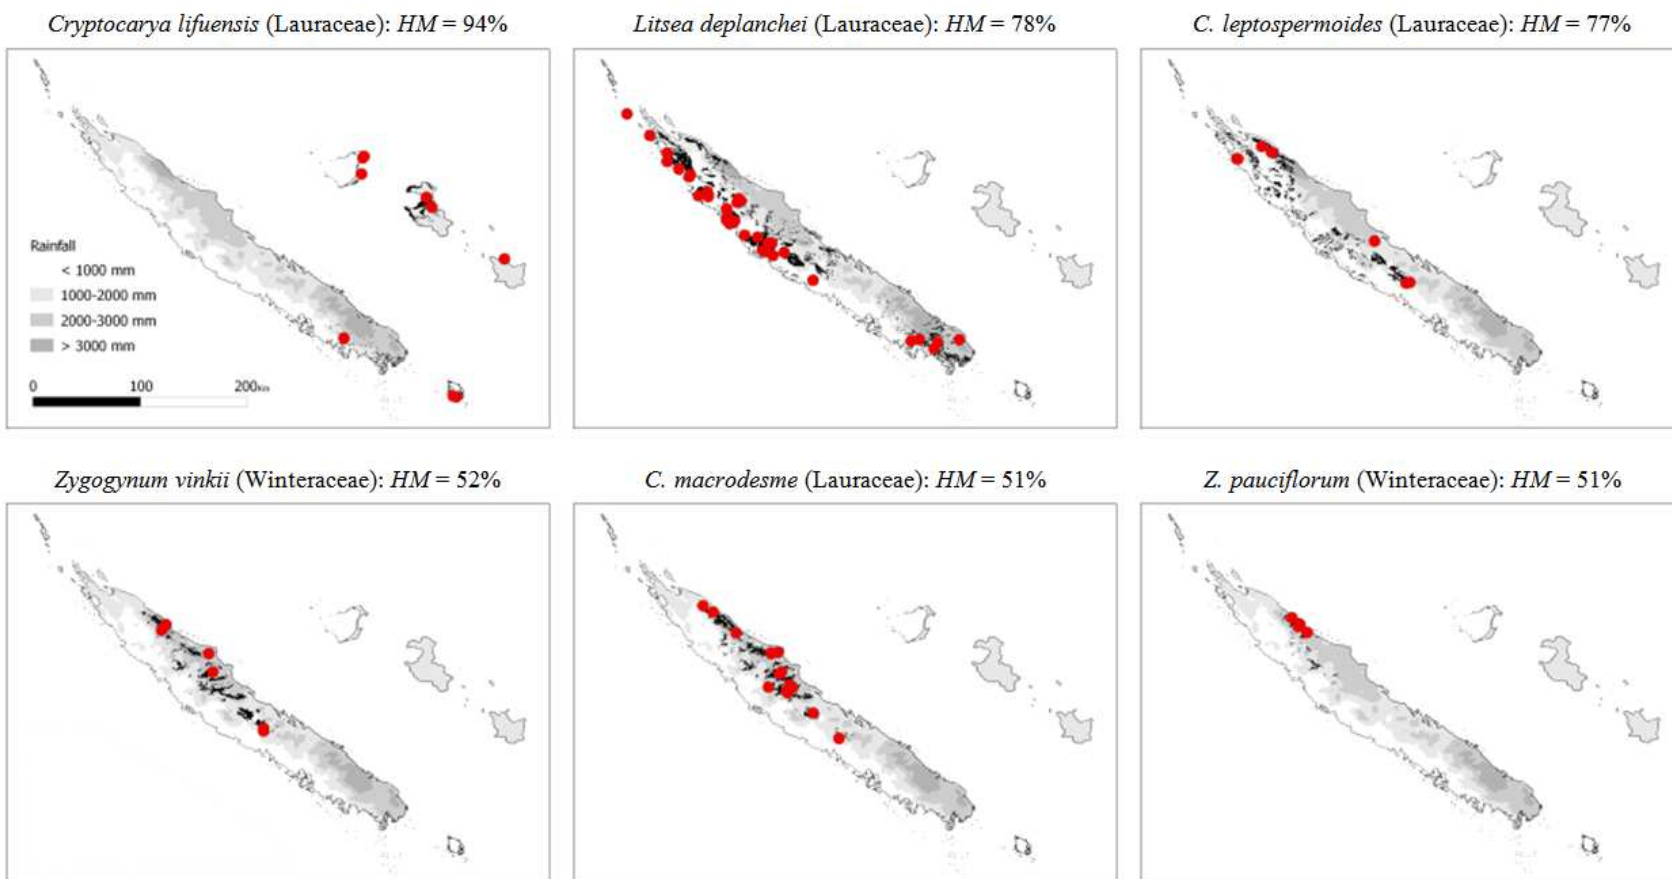 Cryptocarya lifuensis (Lauraceae): HM = 94%
Litsea deplanchei (Lauraceae): HM = 78%
C. leptospermoides (Lauraceae): HM = 77%
Rainfall
< 1000 mm
1000-2000 mm
2000-3000 mm
> 3000 mm
0 100 200km
Zygogynum vinkii (Winteraceae): HM = 52%
C. macrodesme (Lauraceae): HM = 51%
Z. pauciflorum (Winteraceae): HM = 51%